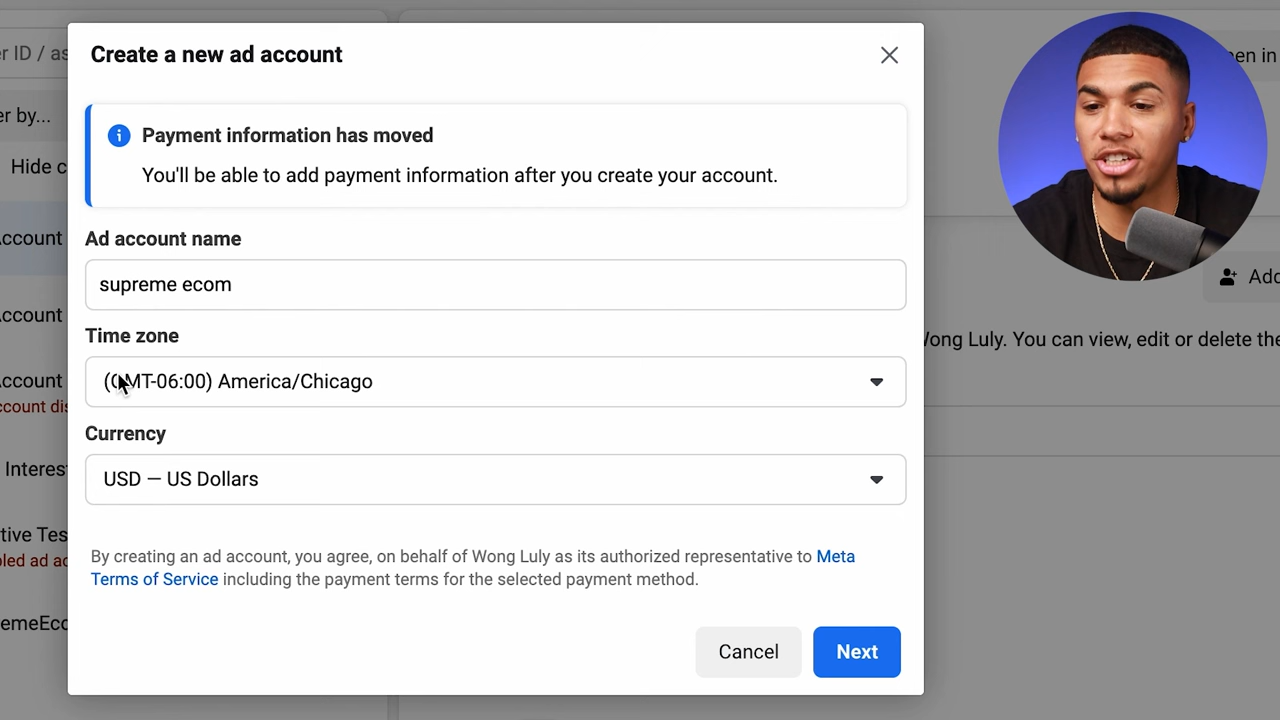 Create a new ad account
Payment information has moved
You'll be able to add payment information after you create your account.
Ad account name
supreme ecom
Time zone
(GMT-06:00) America/Chicago
Currency
USD — US Dollars
By creating an ad account, you agree, on behalf of Wong Luly as its authorized representative to Meta
Terms of Service including the payment terms for the selected payment method.
Cancel
Next
er ID / as
er by...
Hide c
ccount
ccount
ccount
ccount dis
Interest
tive Tes
oled ad ac
emeEco
en in
Add
Wong Luly. You can view, edit or delete the